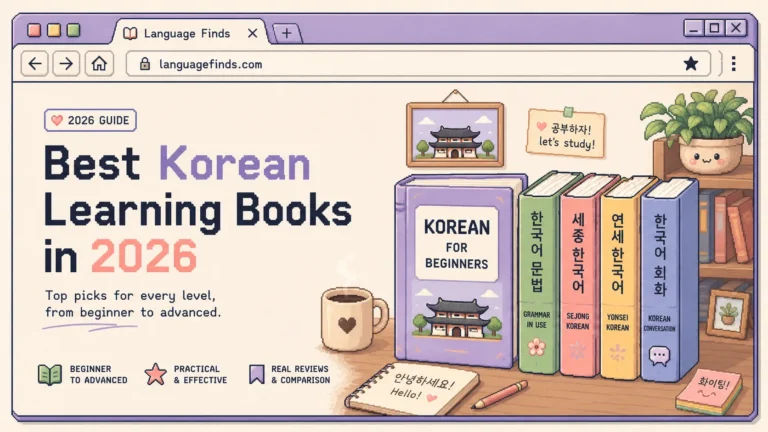 Language Finds
languagefinds.com
2026 GUIDE
Best Korean
Learning Books
in 2026
Top picks for every level,
from beginner to advanced.
BEGINNER
TO ADVANCED
PRACTICAL
& EFFECTIVE
REAL REVIEWS
& COMPARISON
공부하자!
let's study!
KOREAN
FOR
BEGINNERS
한국어 문법
GRAMMAR
IN USE
세종 한국어
SEJONG
KOREAN
연세 한국어
YONSEI
KOREAN
한국어 회화
KOREAN
CONVERSATION
안녕하세요!
Hello!
화이팅!